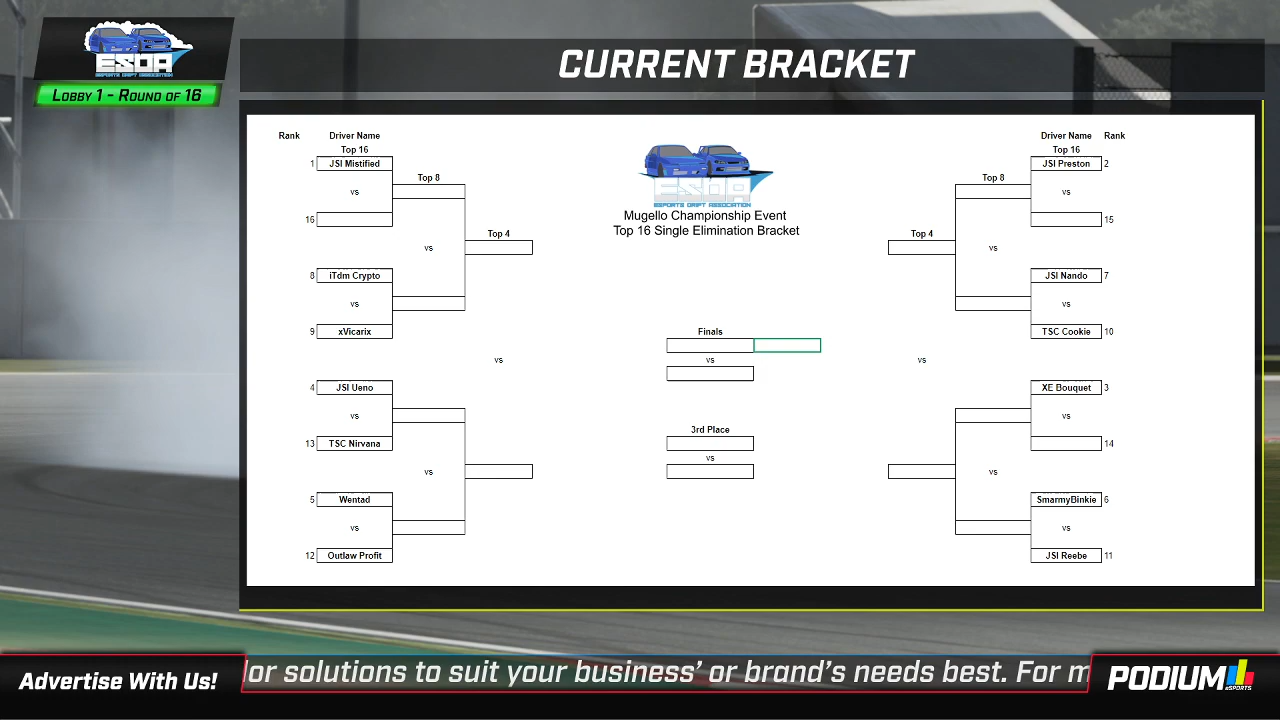 ESDA
ESPORTS DRIFT ASSOCIATION
LOBBY 1 - ROUND OF 16
CURRENT BRACKET
Rank Driver Name
Top 16
1 JSI Mistified
vs
16
Top 8
8 iTdm Crypto
vs
9 xVicarix
vs
Top 4
4 JSI Ueno
vs
13 TSC Nirvana
vs
5 Wentad
vs
12 Outlaw Profit
vs
ESDA
ESPORTS DRIFT ASSOCIATION
Mugello Championship Event
Top 16 Single Elimination Bracket
Finals
vs
3rd Place
vs
Driver Name Rank
Top 16
JSI Preston 2
vs
15
Top 8
JSI Nando 7
vs
TSC Cookie 10
vs
Top 4
XE Bouquet 3
vs
14
vs
SmarmyBinkie 6
vs
JSI Reebe 11
vs
Advertise With Us!
lor solutions to suit your business' or brand's needs best. For m
PODIUM
eSPORTS